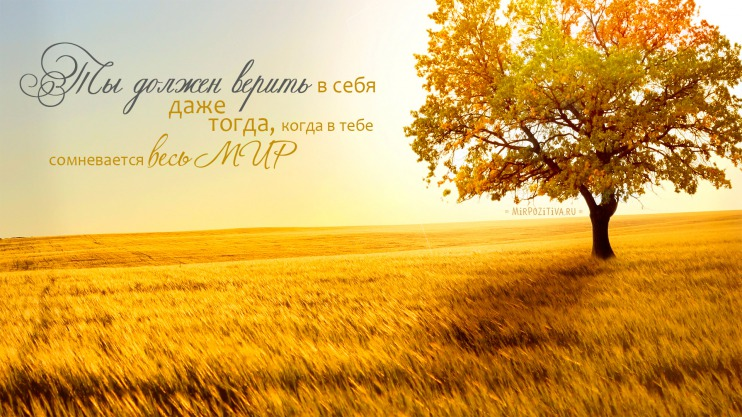 Ты должен верить в себя
даже
тогда, когда в тебе
сомневается весь МИР
MiRPOZiTiVA.RU